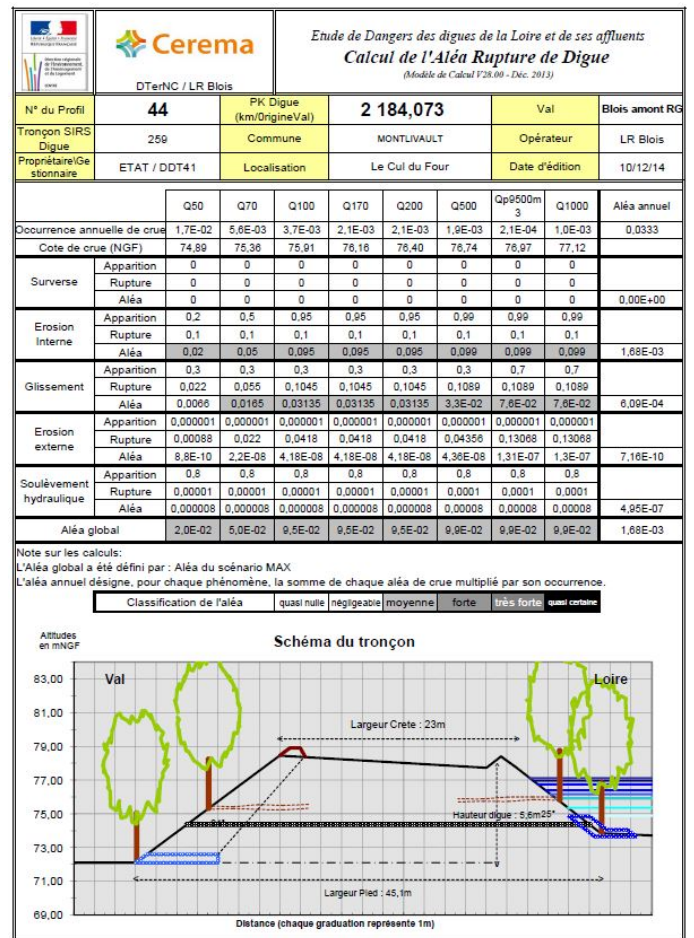 Liberté • Égalité • Fraternité
RÉPUBLIQUE FRANÇAISE
Direction régionale
de l'Environnement,
de l'Aménagement
et du Logement
CENTRE
Cerema
DTerNC / LR Blois
Etude de Dangers des digues de la Loire et de ses affluents
Calcul de l'Aléa Rupture de Digue
(Modèle de Calcul V28.00 - Déc. 2013)
N° du Profil 44 PK Digue (km/0rigineVal) 2 184,073 Val Blois amont RG
Tronçon SIRS Digue 259 Commune MONTLIVAULT Opérateur LR Blois
Propriétaire\Gestionnaire ETAT / DDT41 Localisation Le Cul du Four Date d'édition 10/12/14
Q50 Q70 Q100 Q170 Q200 Q500 Qp9500m3 Q1000 Aléa annuel
Occurrence annuelle de crue 1,7E-02 5,6E-03 3,7E-03 2,1E-03 2,1E-03 1,9E-03 2,1E-04 1,0E-03 0,0333
Cote de crue (NGF) 74,89 75,36 75,91 76,16 76,40 76,74 76,97 77,12
Surverse
Apparition 0 0 0 0 0 0 0 0
Rupture 0 0 0 0 0 0 0 0
Aléa 0 0 0 0 0 0 0 0 0,00E+00
Erosion Interne
Apparition 0,2 0,5 0,95 0,95 0,95 0,99 0,99 0,99
Rupture 0,1 0,1 0,1 0,1 0,1 0,1 0,1 0,1
Aléa 0,02 0,05 0,095 0,095 0,095 0,099 0,099 0,099 1,68E-03
Glissement
Apparition 0,3 0,3 0,3 0,3 0,3 0,3 0,7 0,7
Rupture 0,022 0,055 0,1045 0,1045 0,1045 0,1089 0,1089 0,1089
Aléa 0,0066 0,0165 0,03135 0,03135 0,03135 3,3E-02 7,6E-02 7,6E-02 6,09E-04
Erosion externe
Apparition 0,000001 0,000001 0,000001 0,000001 0,000001 0,000001 0,000001 0,000001
Rupture 0,00088 0,022 0,0418 0,0418 0,0418 0,04356 0,13068 0,13068
Aléa 8,8E-10 2,2E-08 4,18E-08 4,18E-08 4,18E-08 4,36E-08 1,31E-07 1,3E-07 7,16E-10
Soulèvement hydraulique
Apparition 0,8 0,8 0,8 0,8 0,8 0,8 0,8 0,8
Rupture 0,00001 0,00001 0,00001 0,00001 0,00001 0,00001 0,0001 0,0001
Aléa 0,000008 0,000008 0,000008 0,000008 0,000008 0,000008 0,00008 0,00008 4,95E-07
Aléa global 2,0E-02 5,0E-02 9,5E-02 9,5E-02 9,5E-02 9,9E-02 9,9E-02 9,9E-02 1,68E-03
Note sur les calculs:
L'Aléa global a été défini par : Aléa du scénario MAX
L'aléa annuel désigne, pour chaque phénomène, la somme de chaque aléa de crue multiplié par son occurrence.
Classification de l'aléa quasi nulle négligeable moyenne forte très forte quasi certaine
Altitudes en mNGF
Schéma du tronçon
83,00
Val Loire
81,00
Largeur Crete : 23m
79,00
77,00
75,00
Hauteur digue : 5,6m 25°
73,00
71,00
Largeur Pied : 45,1m
69,00
Distance (chaque graduation représente 1m)